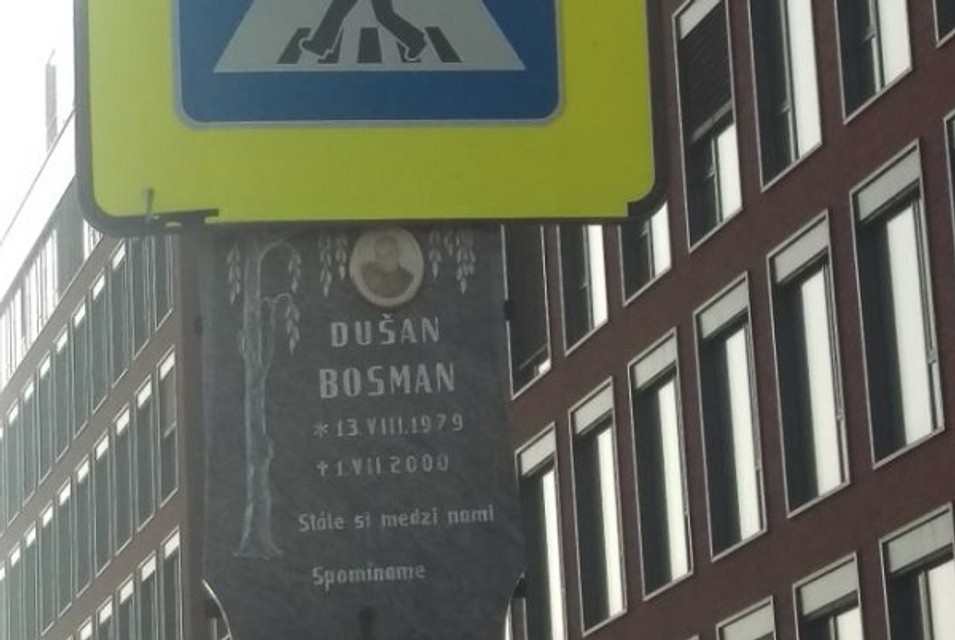 DUŠAN
BOSMAN
* 13.VIII.1979
† 1.VII.2000
Stále si medzi nami
Spomíname